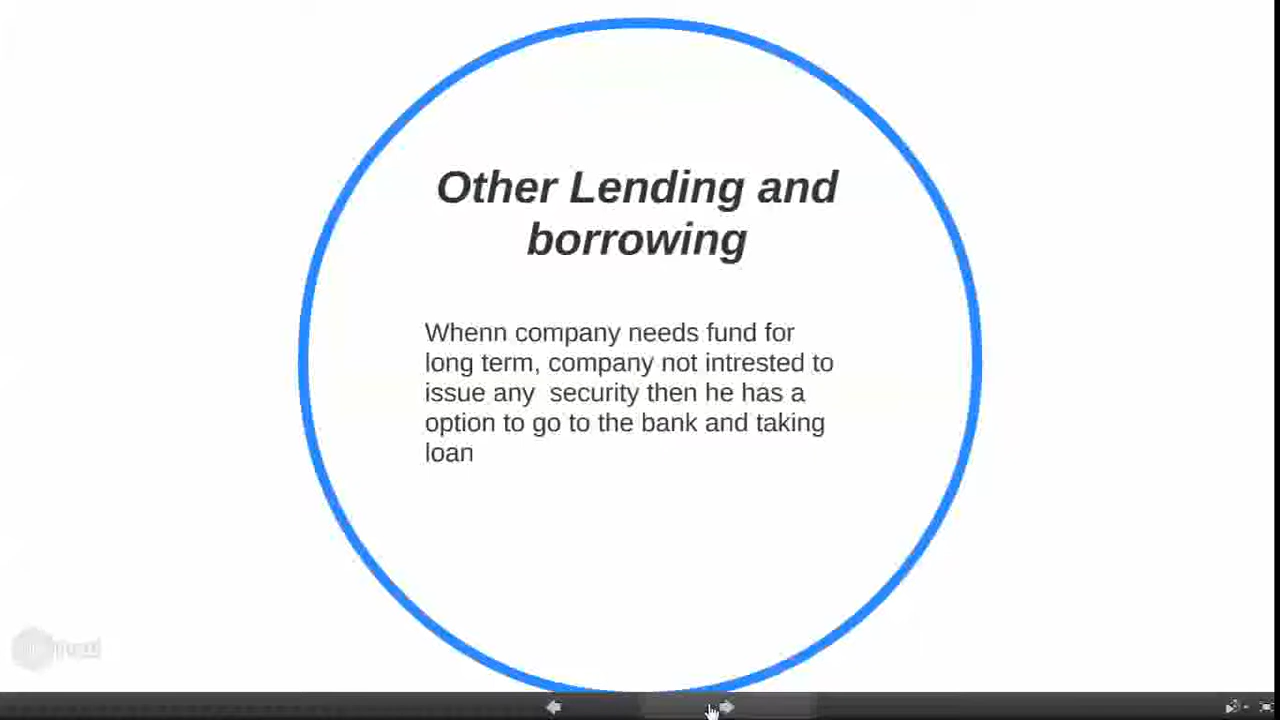 Other Lending and
borrowing
Whenn company needs fund for
long term, company not intrested to
issue any  security then he has a
option to go to the bank and taking
loan